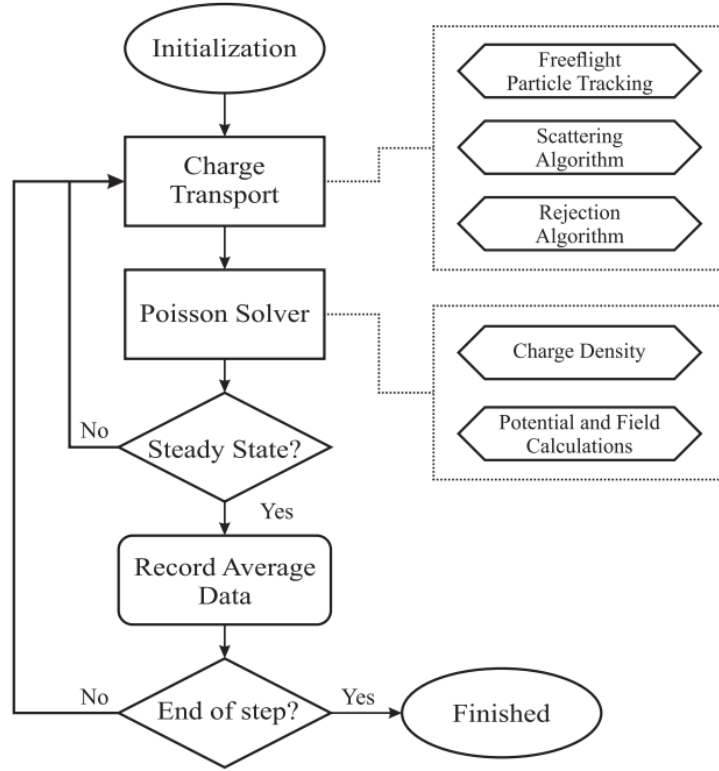 Initialization
Charge
Transport
Poisson Solver
No
Steady State?
Yes
Record Average
Data
No
End of step?
Yes
Finished
Freeflight
Particle Tracking
Scattering
Algorithm
Rejection
Algorithm
Charge Density
Potential and Field
Calculations